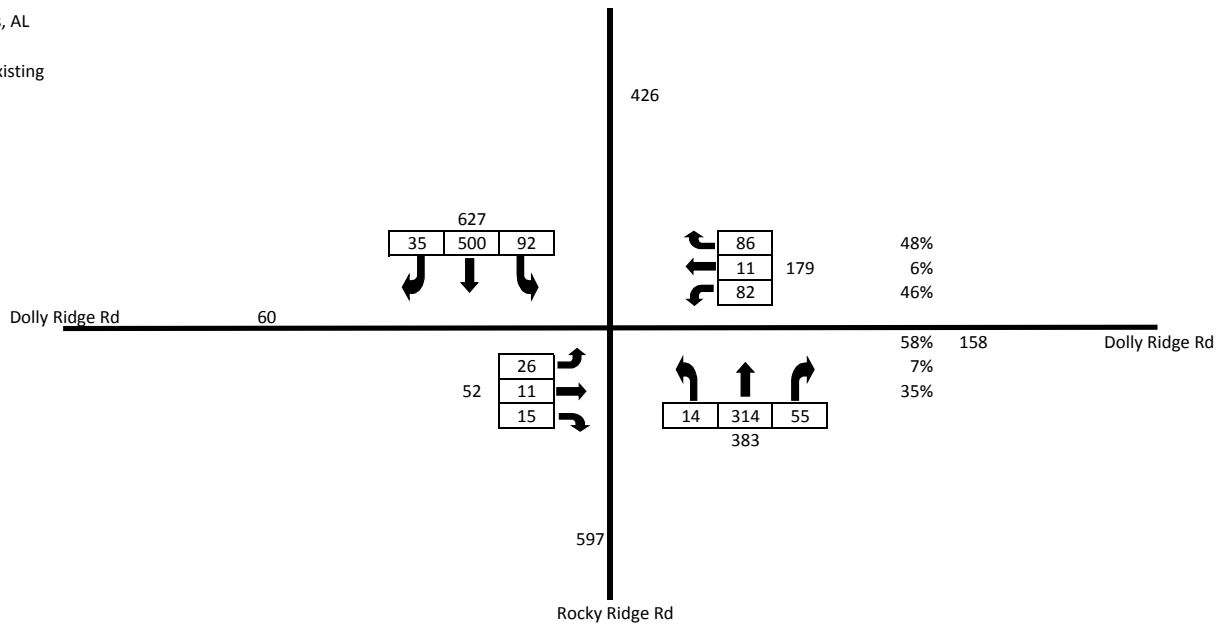 , AL
xisting
426
627
35 500 92
86 48%
11 179 6%
82 46%
Dolly Ridge Rd 60
58% 158 Dolly Ridge Rd
26 7%
52 11 35%
15
14 314 55
383
597
Rocky Ridge Rd